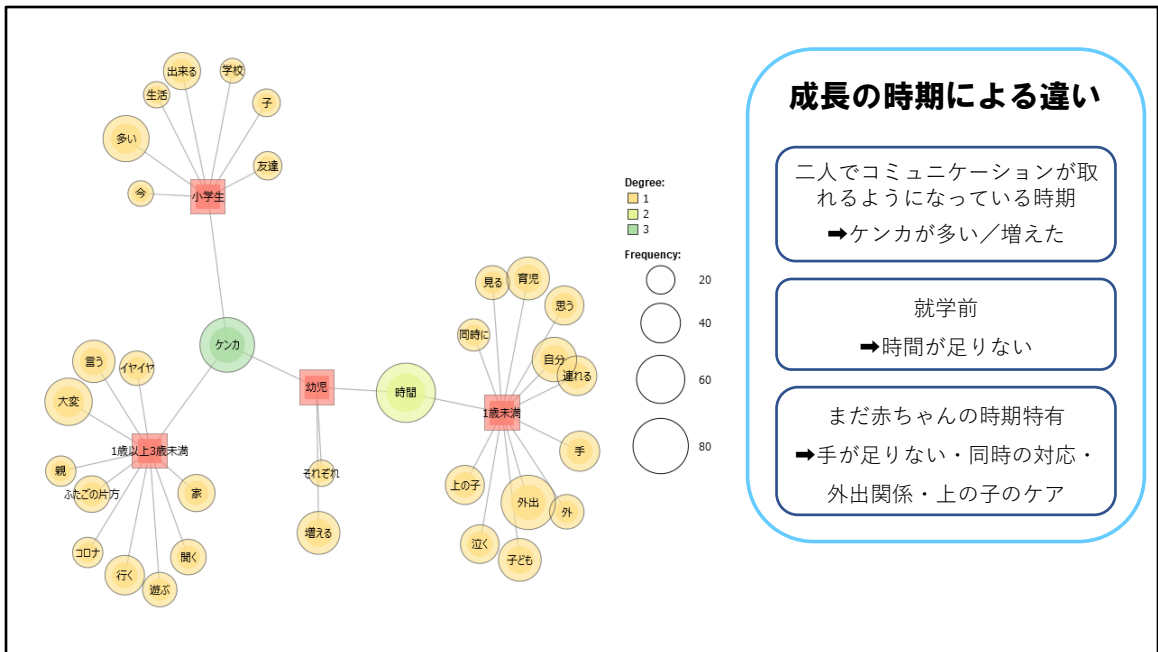 出来る
学校
生活
子
多い
友達
今
小学生
ケンカ
言う
イヤイヤ
大変
1歳以上3歳未満
親
ふたごの片方
家
コロナ
聞く
行く
遊ぶ
幼児
それぞれ
増える
時間
見る
育児
思う
同時に
自分
連れる
1歳未満
手
上の子
外出
外
泣く
子ども
Degree:
1
2
3
Frequency:
20
40
60
80
成長の時期による違い
二人でコミュニケーションが取
れるようになっている時期
➡ケンカが多い／増えた
就学前
➡時間が足りない
まだ赤ちゃんの時期特有
➡手が足りない・同時の対応・
外出関係・上の子のケア